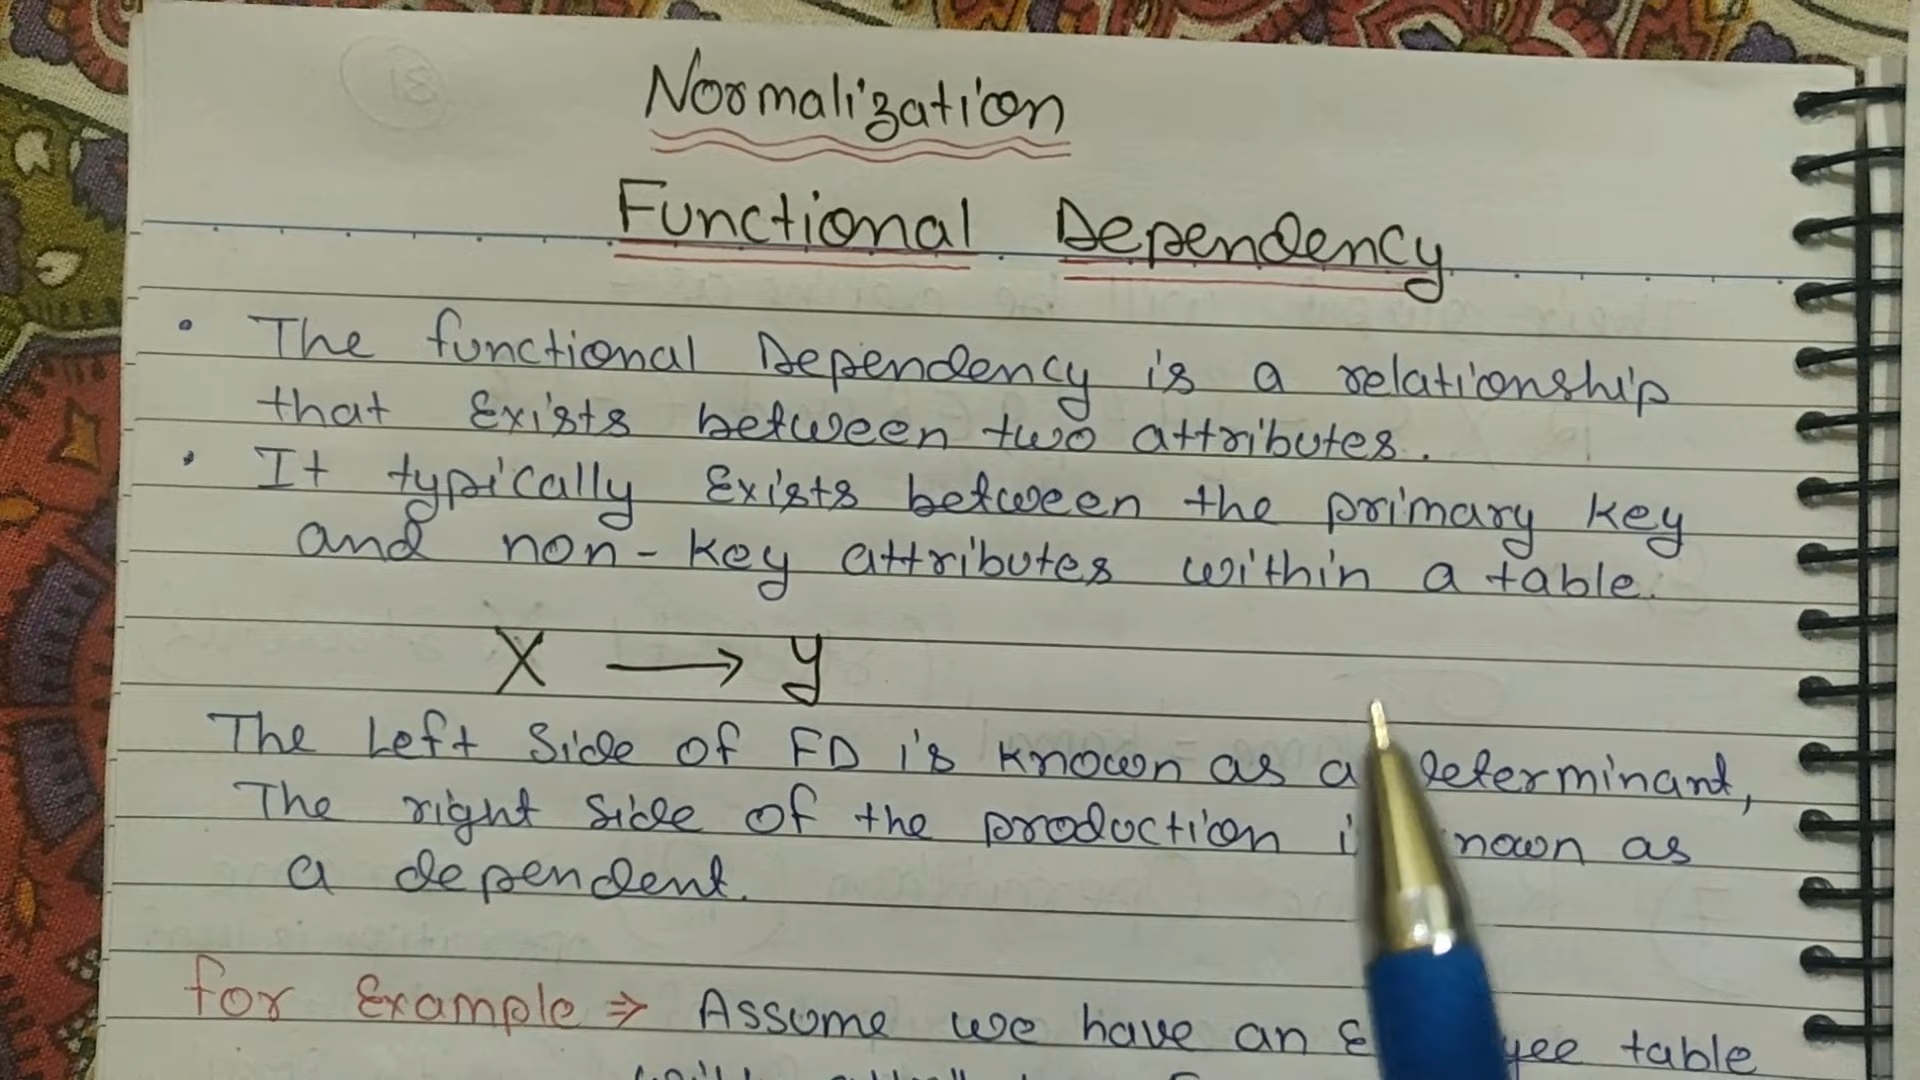 Normalization
Functional Dependency
• The functional Dependency is a relationship
that Exists between two attributes.
• It typically Exists between the primary key
and non-key attributes within a table.
X → y
The Left Side of FD is known as a determinant,
The right side of the production is known as
a dependent.
for Example ⇒ Assume we have an table